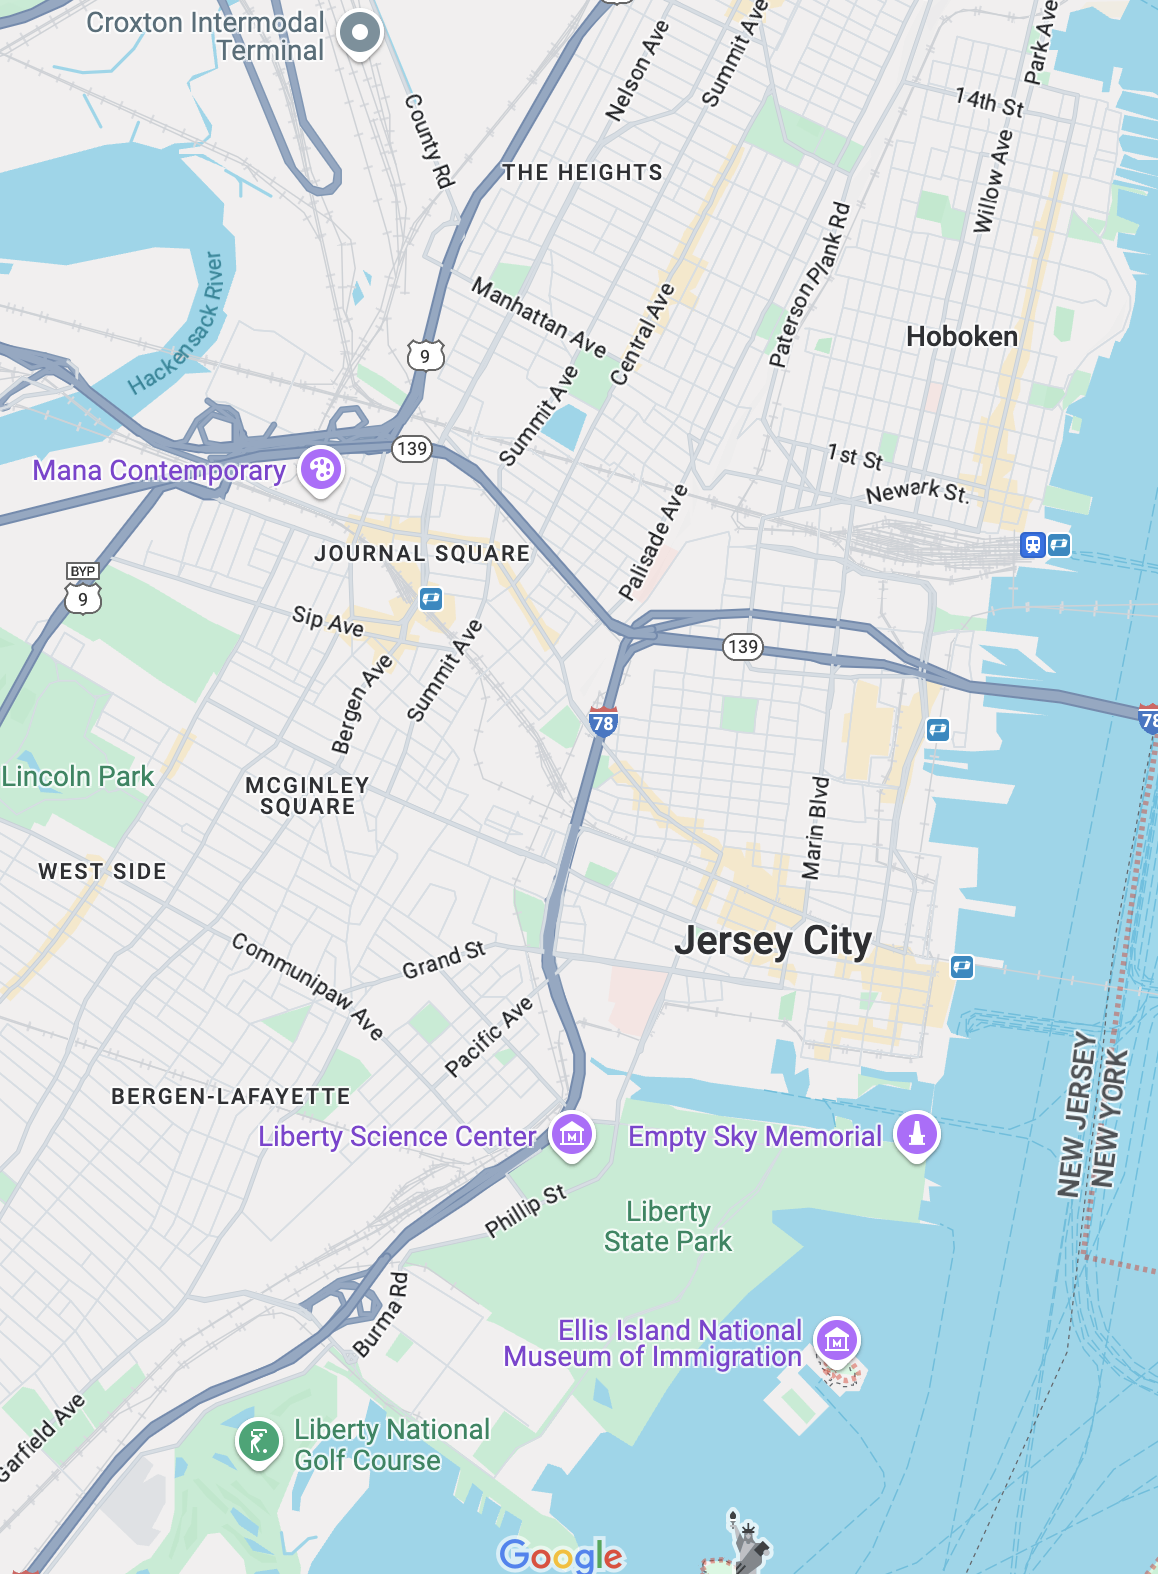 Croxton Intermodal
Terminal
Nelson Ave
Summit Ave
Park Ave
14th St
County Rd
Willow Ave
THE HEIGHTS
Paterson Plank Rd
Hackensack River
Manhattan Ave
Central Ave
Hoboken
9
Summit Ave
139
1st St
Mana Contemporary
Newark St.
Palisade Ave
JOURNAL SQUARE
BYP
9
Sip Ave
139
Bergen Ave
Summit Ave
78
78
Lincoln Park
MCGINLEY
SQUARE
Marin Blvd
WEST SIDE
Jersey City
Communipaw Ave
Grand St
Pacific Ave
NEW JERSEY
NEW YORK
BERGEN-LAFAYETTE
Liberty Science Center
Empty Sky Memorial
Phillip St
Liberty
State Park
Burma Rd
Ellis Island National
Museum of Immigration
Garfield Ave
Liberty National
Golf Course
Google